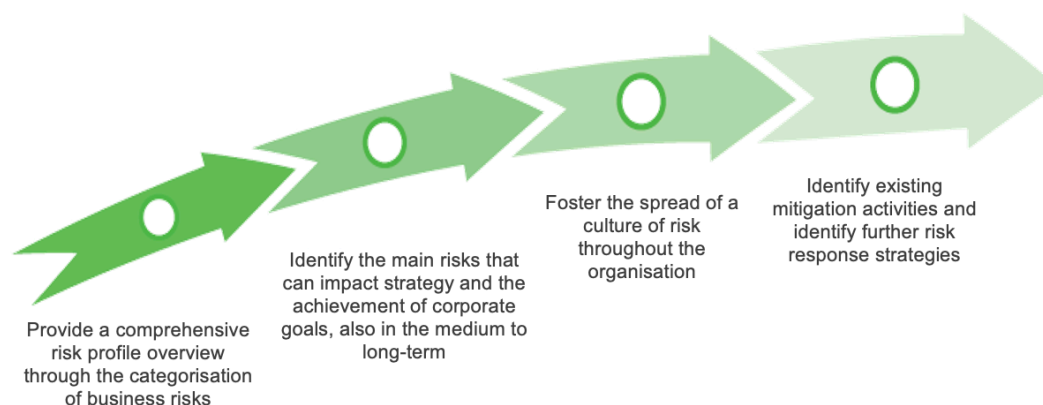 Provide a comprehensive
risk profile overview
through the categorisation
of business risks
Identify the main risks that
can impact strategy and the
achievement of corporate
goals, also in the medium to
long-term
Foster the spread of a
culture of risk
throughout the
organisation
Identify existing
mitigation activities and
identify further risk
response strategies